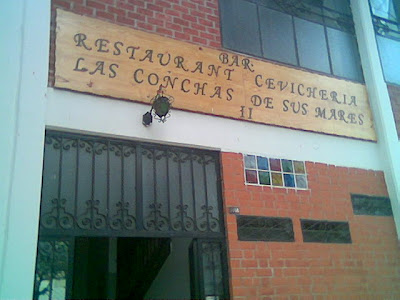 BAR
RESTAURANT CEVICHERIA
LAS CONCHAS DE SUS MARES
II